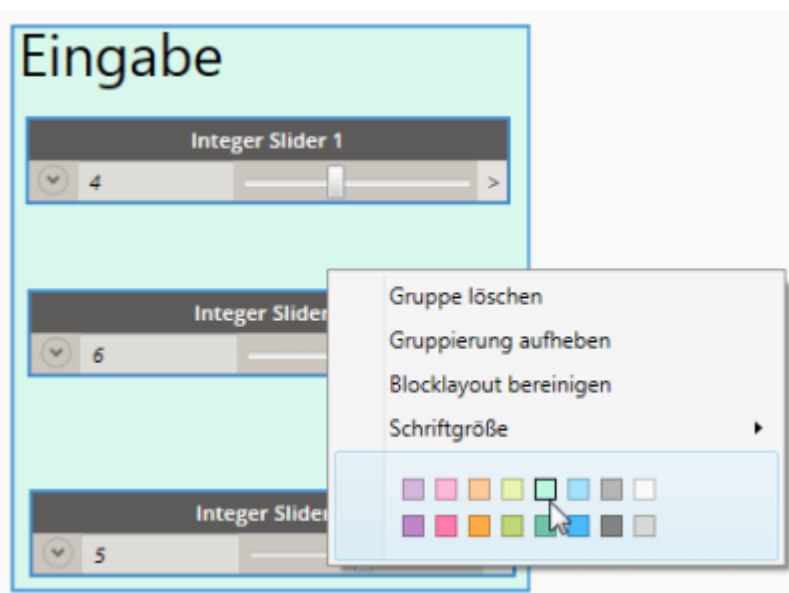 Eingabe
Integer Slider 1
4
>
Integer Slider
6
Integer Slider
5
Gruppe löschen
Gruppierung aufheben
Blocklayout bereinigen
Schriftgröße